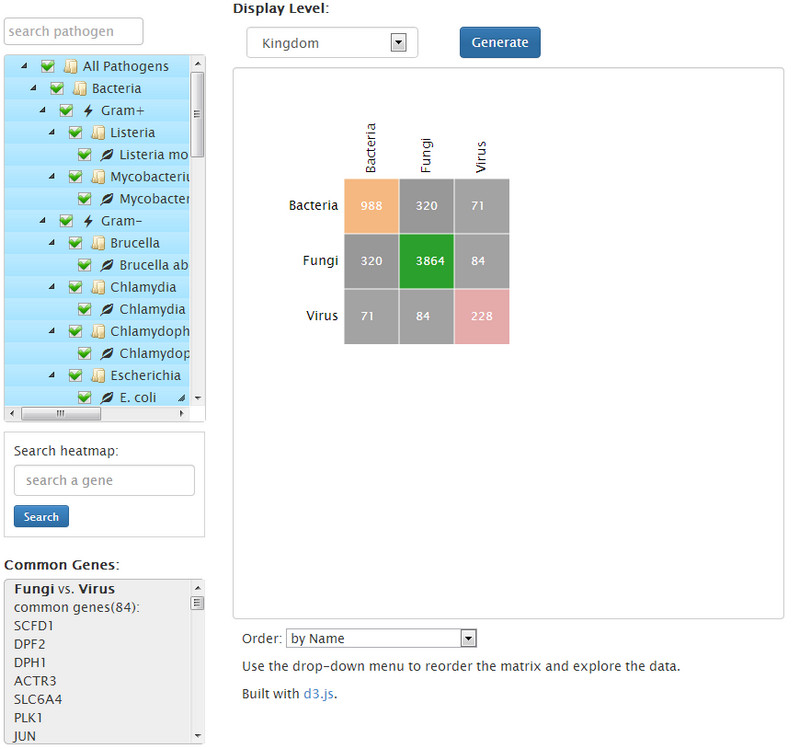 search pathogen
All Pathogens
Bacteria
Gram+
Listeria
Listeria mo
Mycobacteriu
Mycobacter
Gram-
Brucella
Brucella ab
Chlamydia
Chlamydia
Chlamydoph
Chlamydop
Escherichia
E. coli
Search heatmap:
search a gene
Search
Common Genes:
Fungi vs. Virus
common genes(84):
SCFD1
DPF2
DPH1
ACTR3
SLC6A4
PLK1
JUN
Display Level:
Kingdom Generate
Bacteria Fungi Virus
Bacteria 988 320 71
Fungi 320 3864 84
Virus 71 84 228
Order: by Name
Use the drop-down menu to reorder the matrix and explore the data.
Built with d3.js.